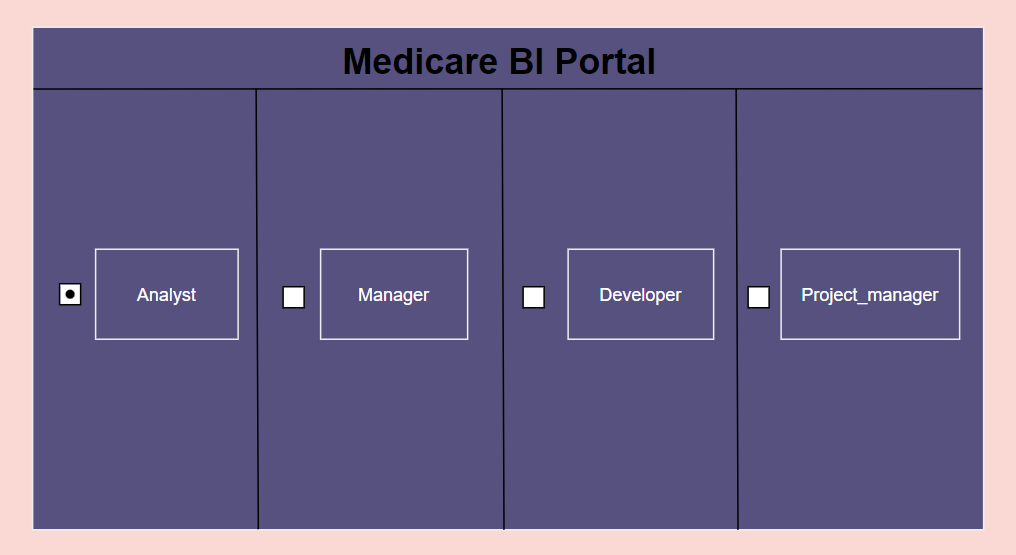 Medicare BI Portal
Analyst
Manager
Developer
Project_manager